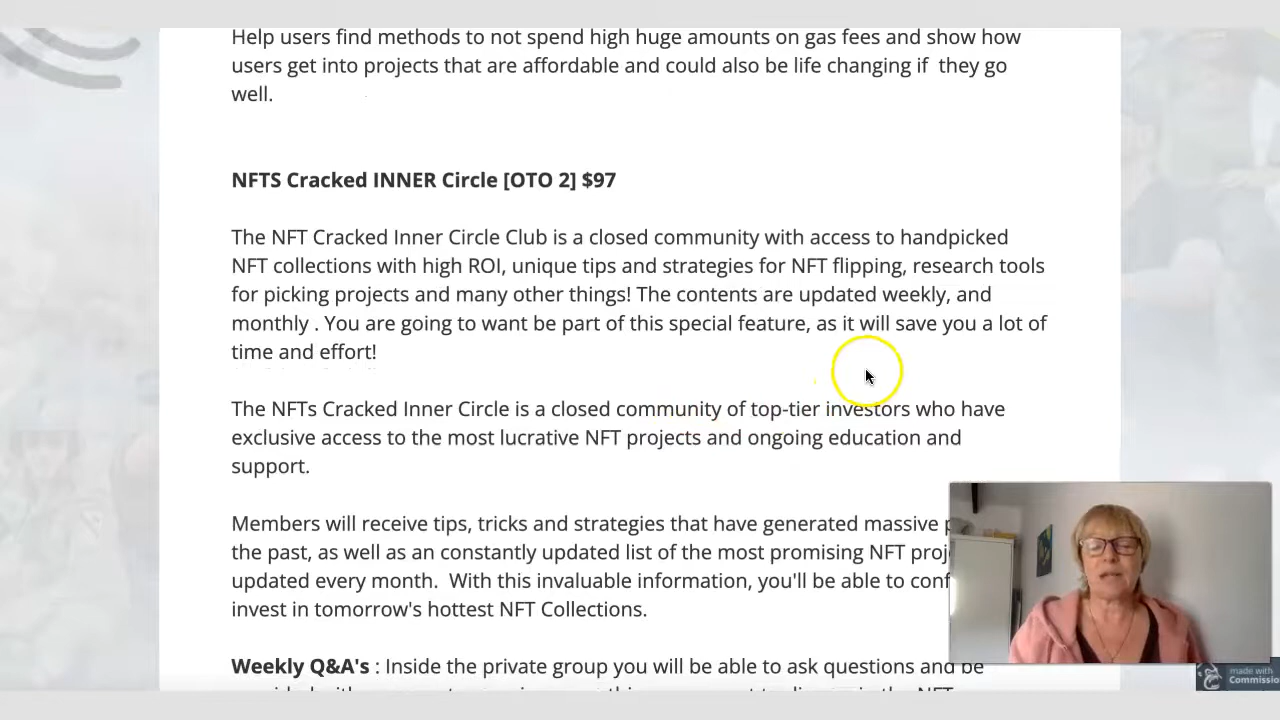 Help users find methods to not spend high huge amounts on gas fees and show how
users get into projects that are affordable and could also be life changing if  they go
well.
NFTS Cracked INNER Circle [OTO 2] $97
The NFT Cracked Inner Circle Club is a closed community with access to handpicked
NFT collections with high ROI, unique tips and strategies for NFT flipping, research tools
for picking projects and many other things! The contents are updated weekly, and
monthly . You are going to want be part of this special feature, as it will save you a lot of
time and effort!
The NFTs Cracked Inner Circle is a closed community of top-tier investors who have
exclusive access to the most lucrative NFT projects and ongoing education and
support.
Members will receive tips, tricks and strategies that have generated massive
the past, as well as an constantly updated list of the most promising NFT
updated every month.  With this invaluable information, you'll be able to
invest in tomorrow's hottest NFT Collections.
Weekly Q&A's : Inside the private group you will be able to ask questions and be
made with